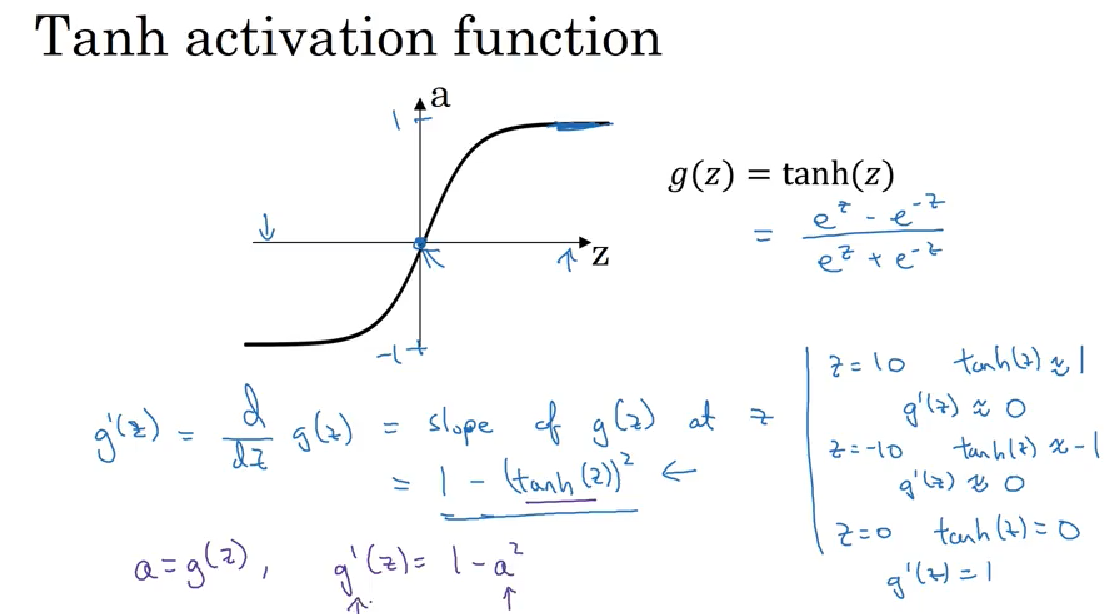 Tanh activation function
a
1
z
-1
g(z) = tanh(z)
= (e^z - e^-z) / (e^z + e^-z)
g'(z) = d/dz g(z) = slope of g(z) at z
= 1 - (tanh(z))² ←
a = g(z), g'(z) = 1 - a²
z = 10 tanh(z) ≈ 1
g'(z) ≈ 0
z = -10 tanh(z) ≈ -1
g'(z) ≈ 0
z = 0 tanh(z) = 0
g'(z) = 1